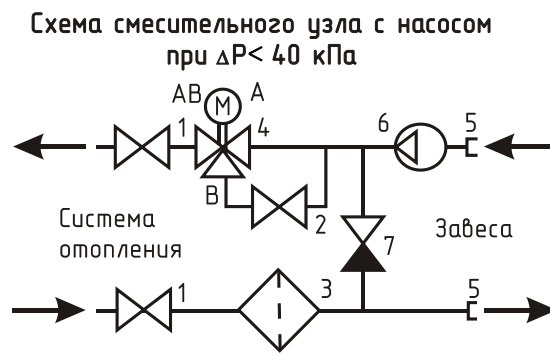 Схема смесительного узла с насосом
при ΔP< 40 кПа
АВ М А
1 4 6 5
В
2
Система
отопления
Завеса
7
1 3 5